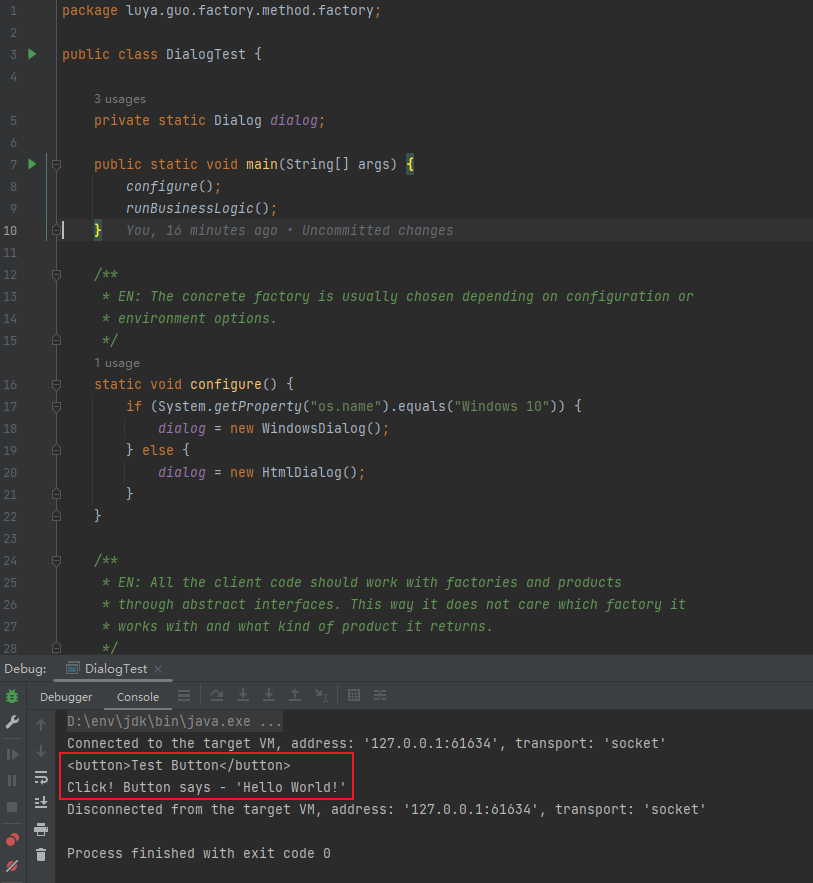 1 package luya.guo.factory.method.factory;
2
3 public class DialogTest {
4
3 usages
5 private static Dialog dialog;
6
7 public static void main(String[] args) {
8 configure();
9 runBusinessLogic();
10 } You, 16 minutes ago • Uncommitted changes
11
12 /**
13 * EN: The concrete factory is usually chosen depending on configuration or
14 * environment options.
15 */
1 usage
16 static void configure() {
17 if (System.getProperty("os.name").equals("Windows 10")) {
18 dialog = new WindowsDialog();
19 } else {
20 dialog = new HtmlDialog();
21 }
22 }
23
24 /**
25 * EN: All the client code should work with factories and products
26 * through abstract interfaces. This way it does not care which factory it
27 * works with and what kind of product it returns.
28 */
Debug: DialogTest
Debugger Console
D:\env\jdk\bin\java.exe ...
Connected to the target VM, address: '127.0.0.1:61634', transport: 'socket'
<button>Test Button</button>
Click! Button says - 'Hello World!'
Disconnected from the target VM, address: '127.0.0.1:61634', transport: 'socket'
Process finished with exit code 0